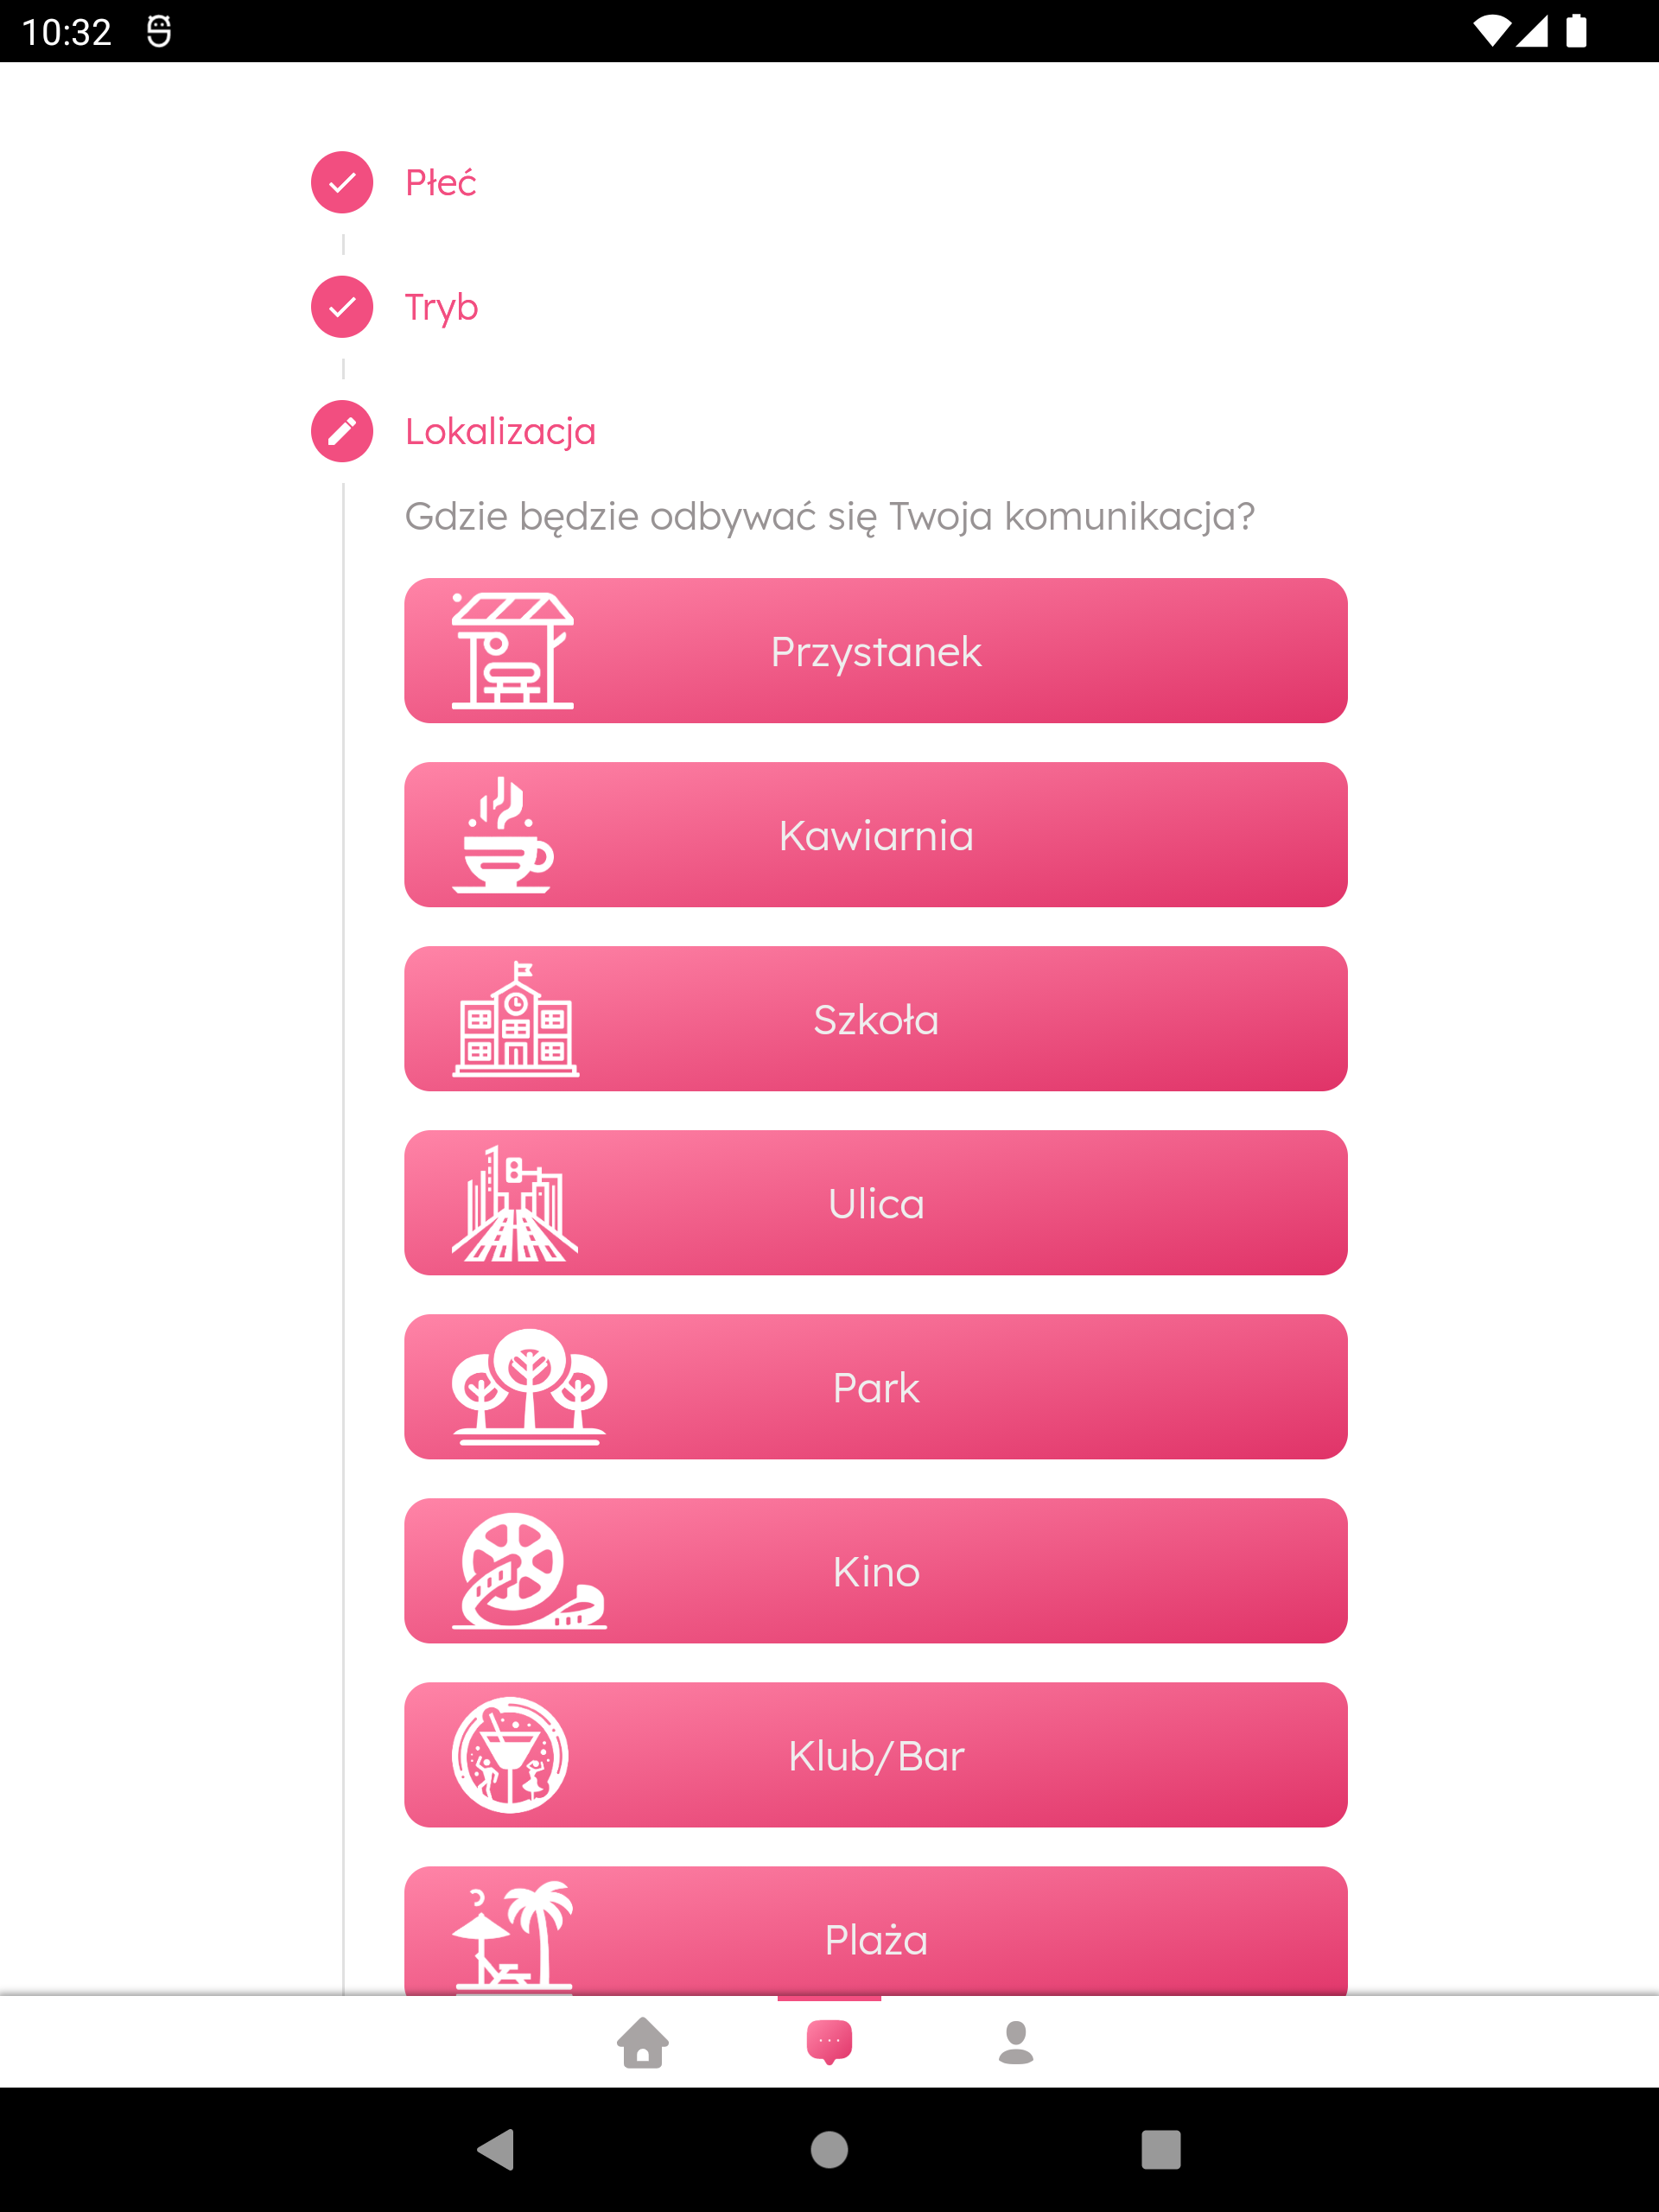 10:32
Płeć
Tryb
Lokalizacja
Gdzie będzie odbywać się Twoja komunikacja?
Przystanek
Kawiarnia
Szkoła
Ulica
Park
Kino
Klub/Bar
Plaża